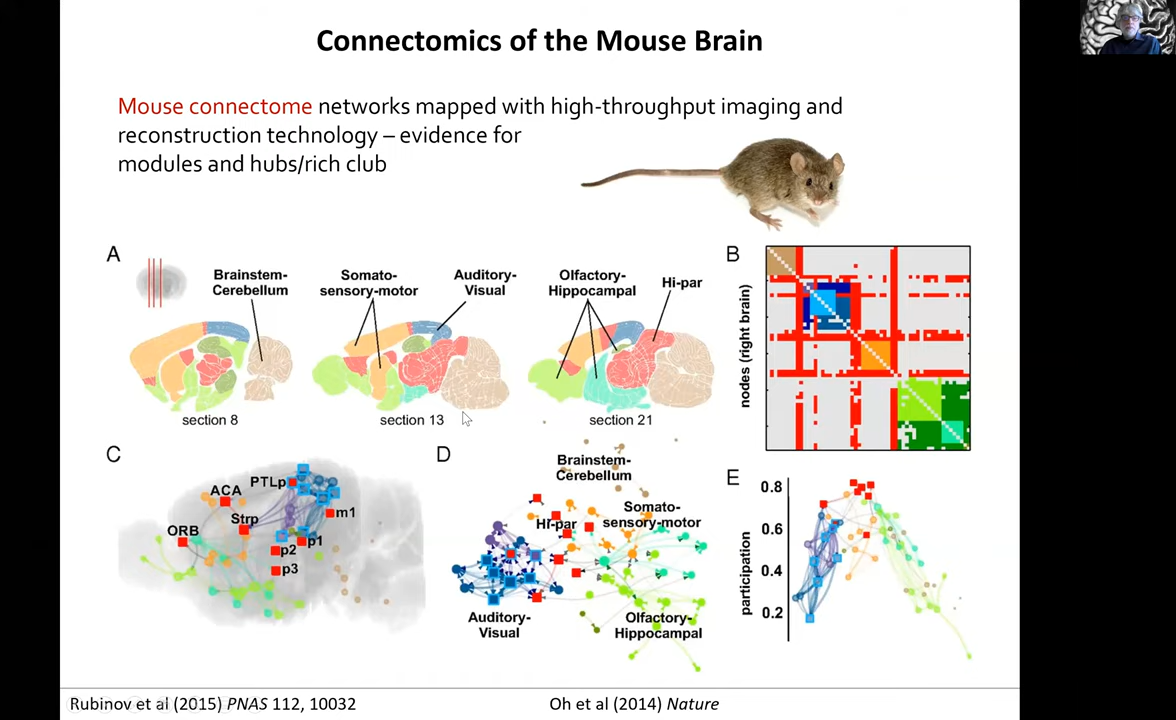 Connectomics of the Mouse Brain
Mouse connectome networks mapped with high-throughput imaging and
reconstruction technology – evidence for
modules and hubs/rich club
A
Brainstem-
Cerebellum
Somato-
sensory-motor
Auditory-
Visual
Olfactory-
Hippocampal
Hi-par
section 8
section 13
section 21
B
nodes (right brain)
C
ORB
ACA
Strp
PTLp
m1
p1
p2
p3
D
Brainstem-
Cerebellum
Somato-
sensory-motor
Hi-par
Auditory-
Visual
Olfactory-
Hippocampal
E
participation
0.8
0.6
0.4
0.2
Rubinov et al (2015) PNAS 112, 10032
Oh et al (2014) Nature